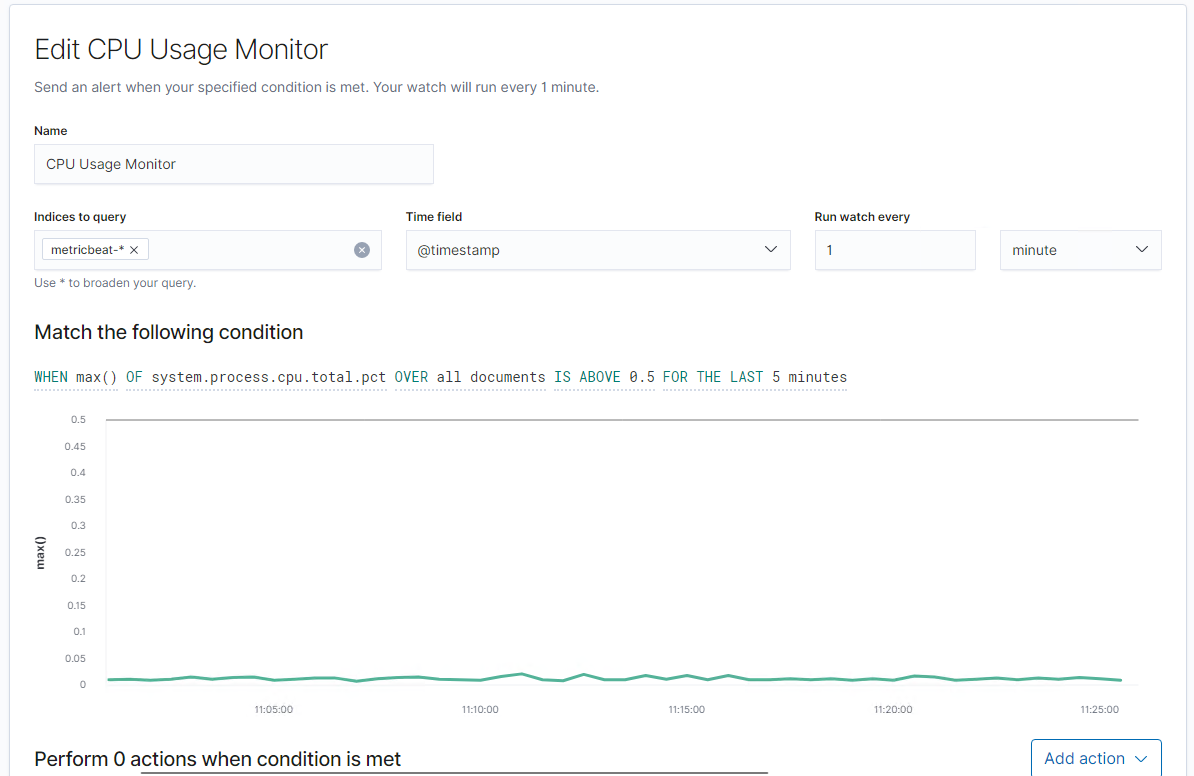 Edit CPU Usage Monitor
Send an alert when your specified condition is met. Your watch will run every 1 minute.
Name
CPU Usage Monitor
Indices to query
Time field
Run watch every
metricbeat-* ×
@timestamp
1
minute
Use * to broaden your query.
Match the following condition
WHEN max() OF system.process.cpu.total.pct OVER all documents IS ABOVE 0.5 FOR THE LAST 5 minutes
max()
0.5
0.45
0.4
0.35
0.3
0.25
0.2
0.15
0.1
0.05
0
11:05:00
11:10:00
11:15:00
11:20:00
11:25:00
Perform 0 actions when condition is met
Add action